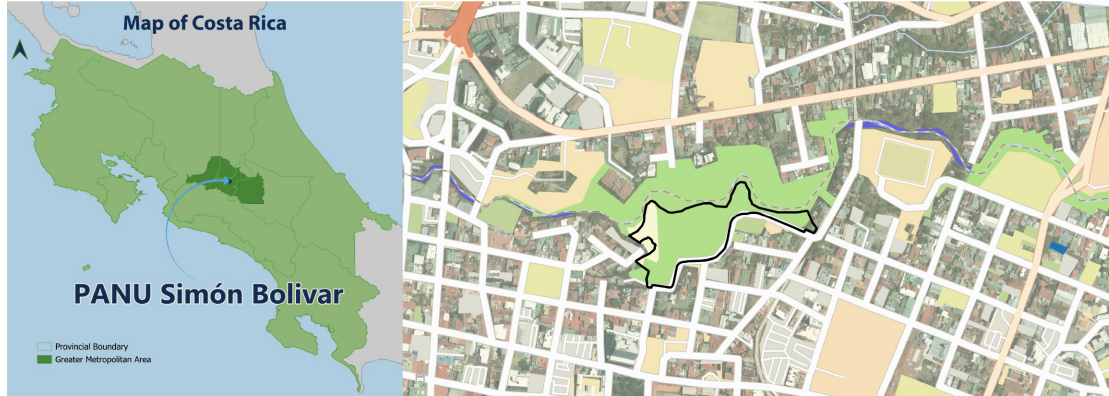 Map of Costa Rica
PANU Simón Bolivar
Provincial Boundary
Greater Metropolitan Area